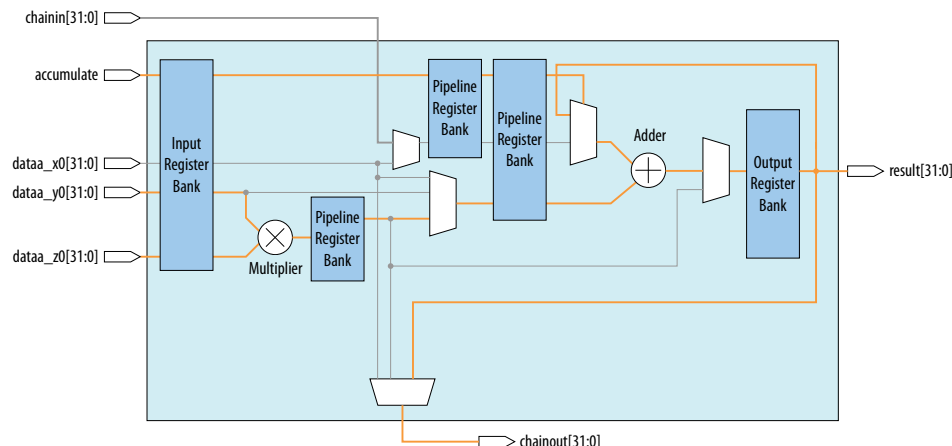 chainin[31:0]
accumulate
dataa_x0[31:0]
dataa_y0[31:0]
dataa_z0[31:0]
Input
Register
Bank
Multiplier
Pipeline
Register
Bank
Pipeline
Register
Bank
Pipeline
Register
Bank
Adder
Output
Register
Bank
result[31:0]
chainout[31:0]